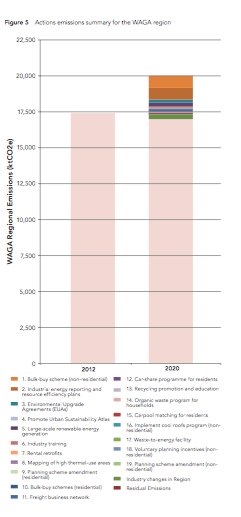 Figure 5 Actions emissions summary for the WAGA region
22,500
20,000
17,500
15,000
12,500
10,000
7,500
5,000
2,500
0
WAGA Regional Emissions (ktCO2e)
2012
2020
1. Bulk-buy scheme (non-residential)
2. Industrial energy reporting and
resource efficiency plans
3. Environmental Upgrade
Agreements (EUAs)
4. Promote Urban Sustainability Atlas
5. Large-scale renewable energy
generation
6. Industry training
7. Rental retrofits
8. Mapping of high thermal-use areas
9. Planning scheme amendment
(residential)
10. Bulk-buy schemes (residential)
11. Freight business network
12. Car-share programme for residents
13. Recycling promotion and education
14. Organic waste program for
households
15. Carpool matching for residents
16. Implement cool roofs program (non-
residential)
17. Waste-to-energy facility
18. Voluntary planning incentives (non-
residential)
19. Planning scheme amendment (non-
residential)
Industry changes in Region
Residual Emissions